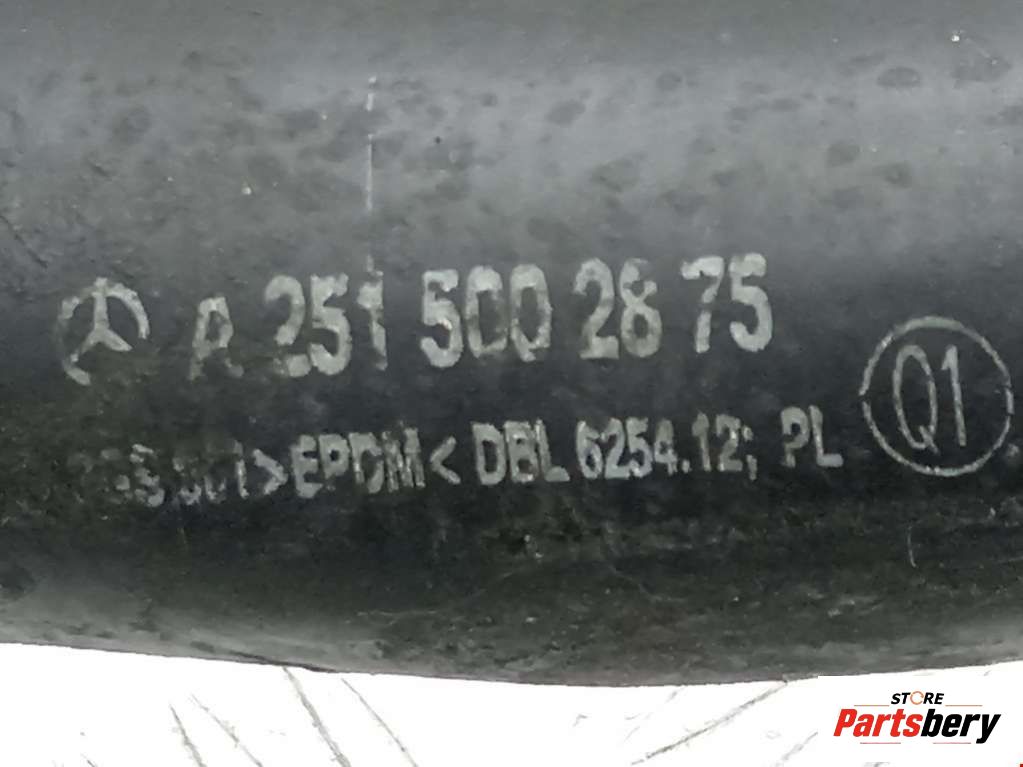 A 251 500 28 75
Q1
>EPDM< DBL 6254.12; PL
STORE
Partsbery